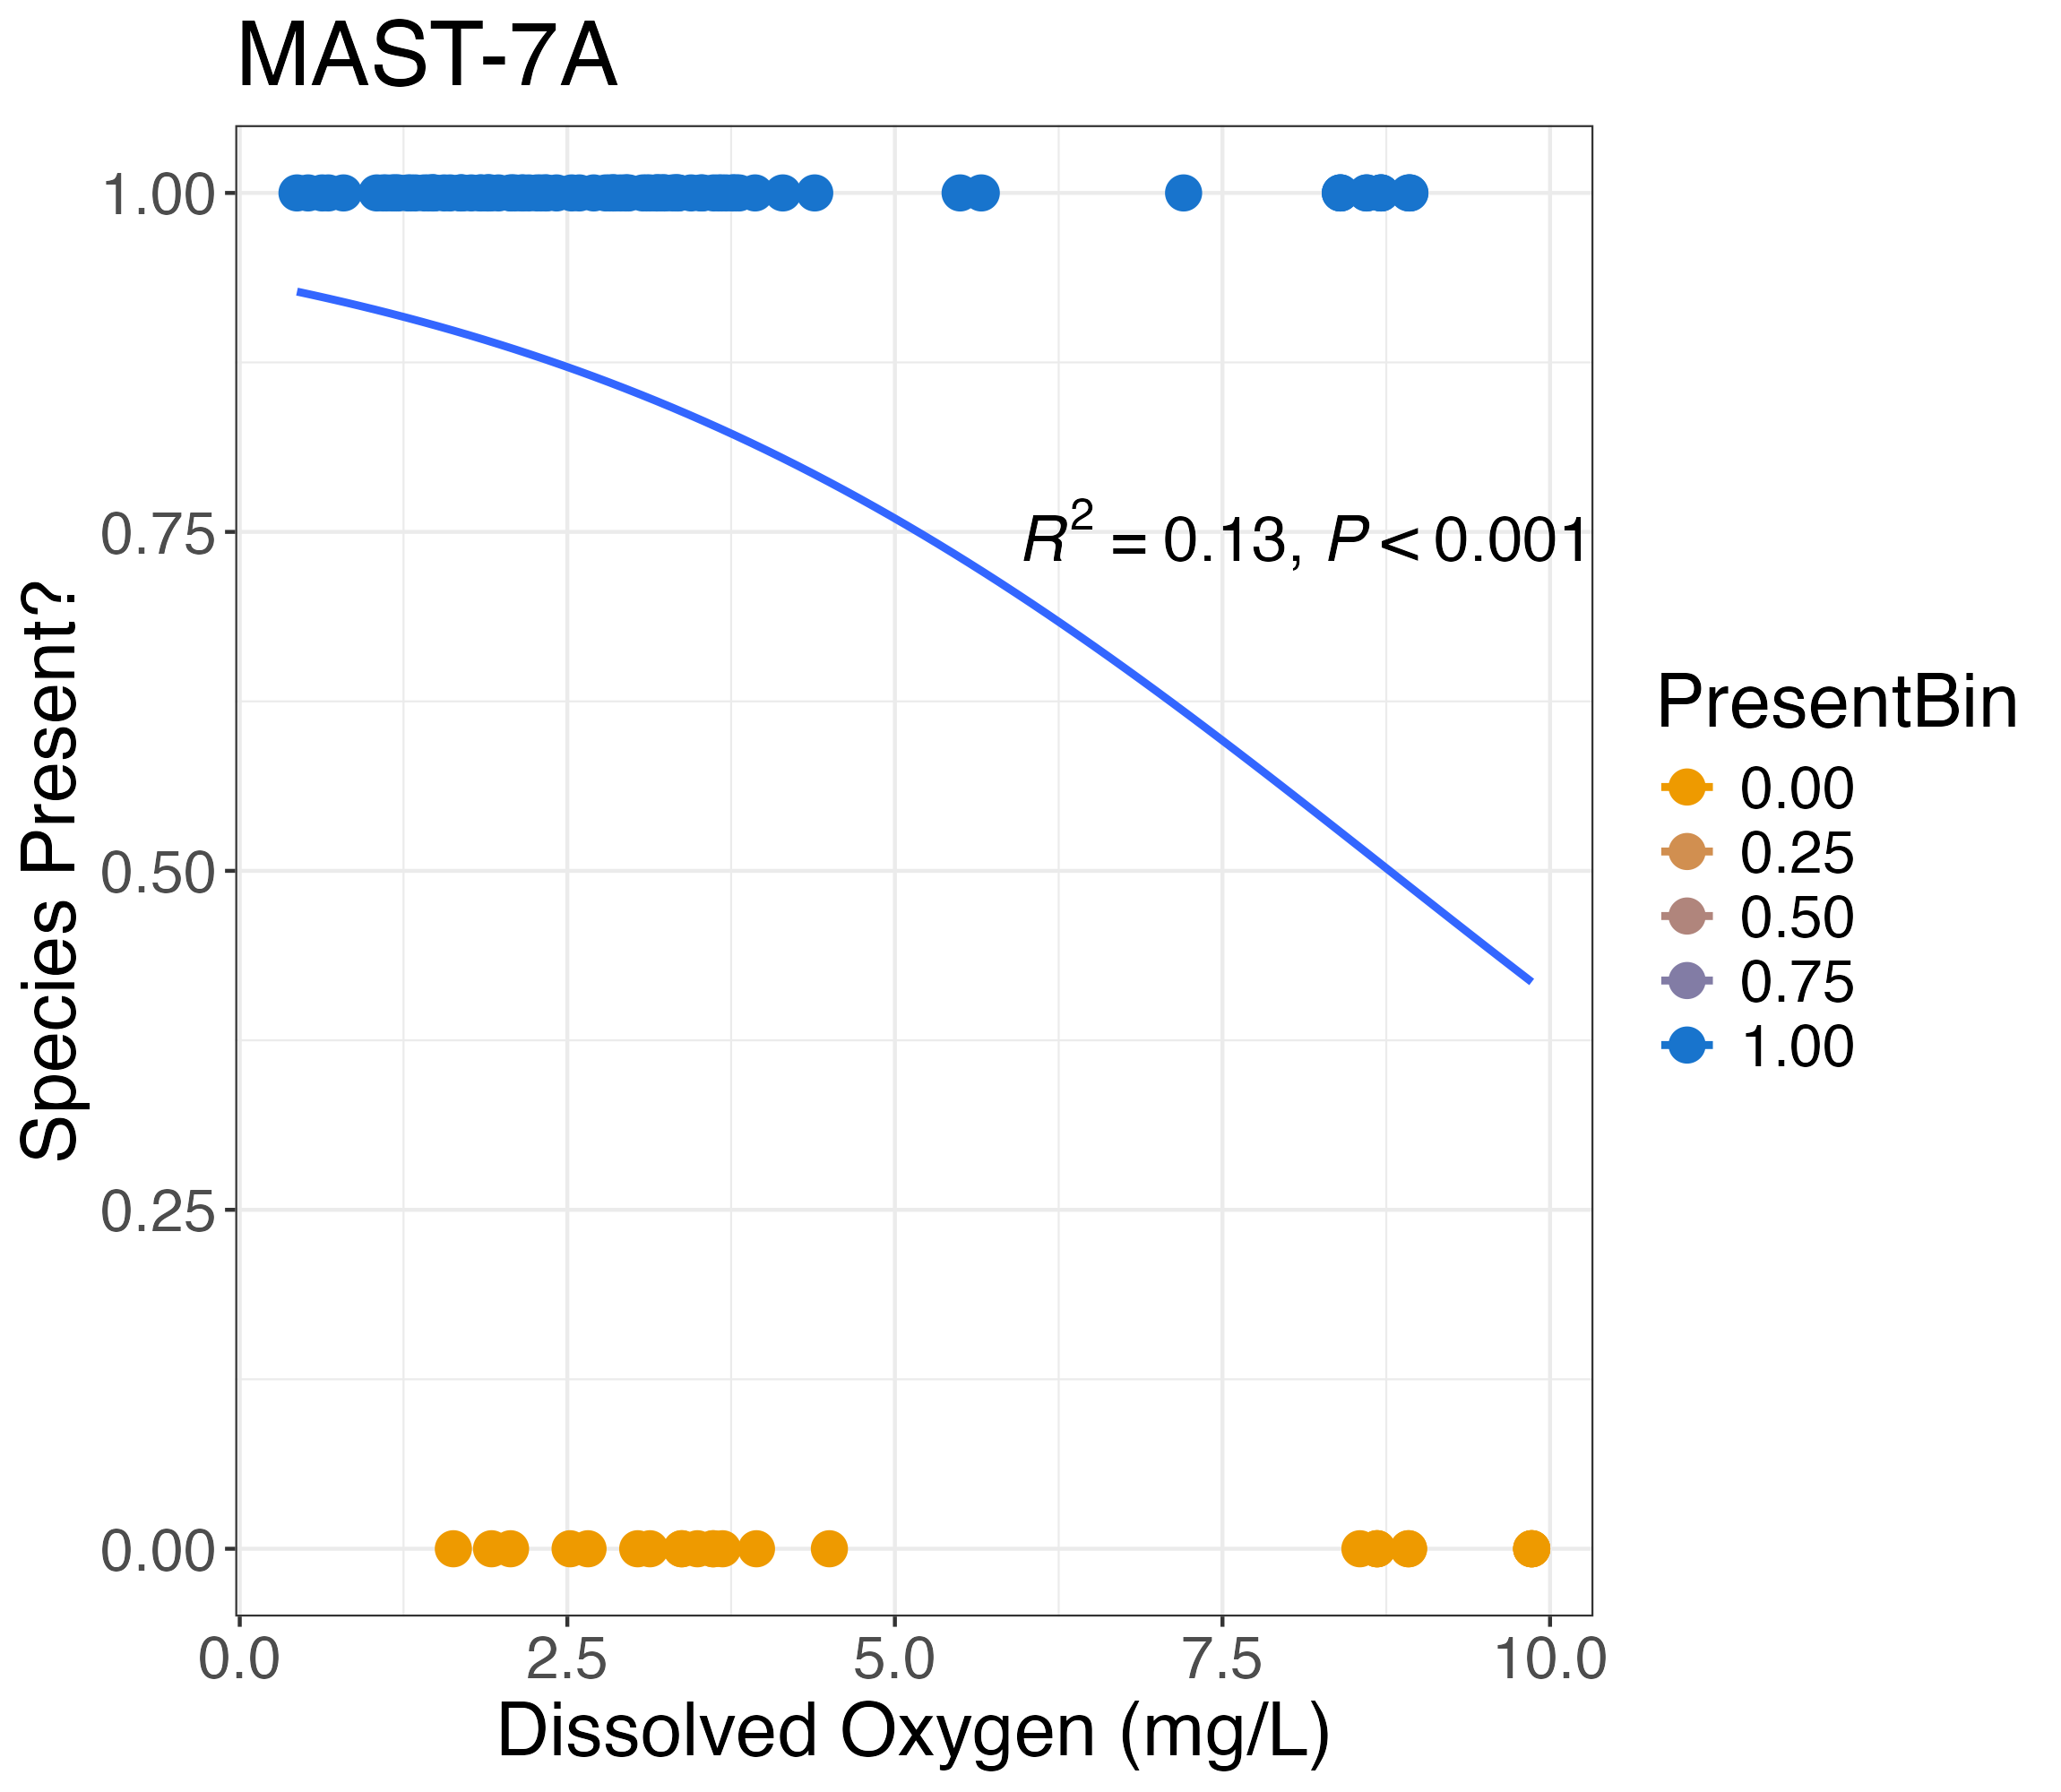 MAST-7A
1.00
0.75
0.50
0.25
0.00
Species Present?
R² = 0.13, P < 0.001
0.0 2.5 5.0 7.5 10.0
Dissolved Oxygen (mg/L)
PresentBin
0.00
0.25
0.50
0.75
1.00